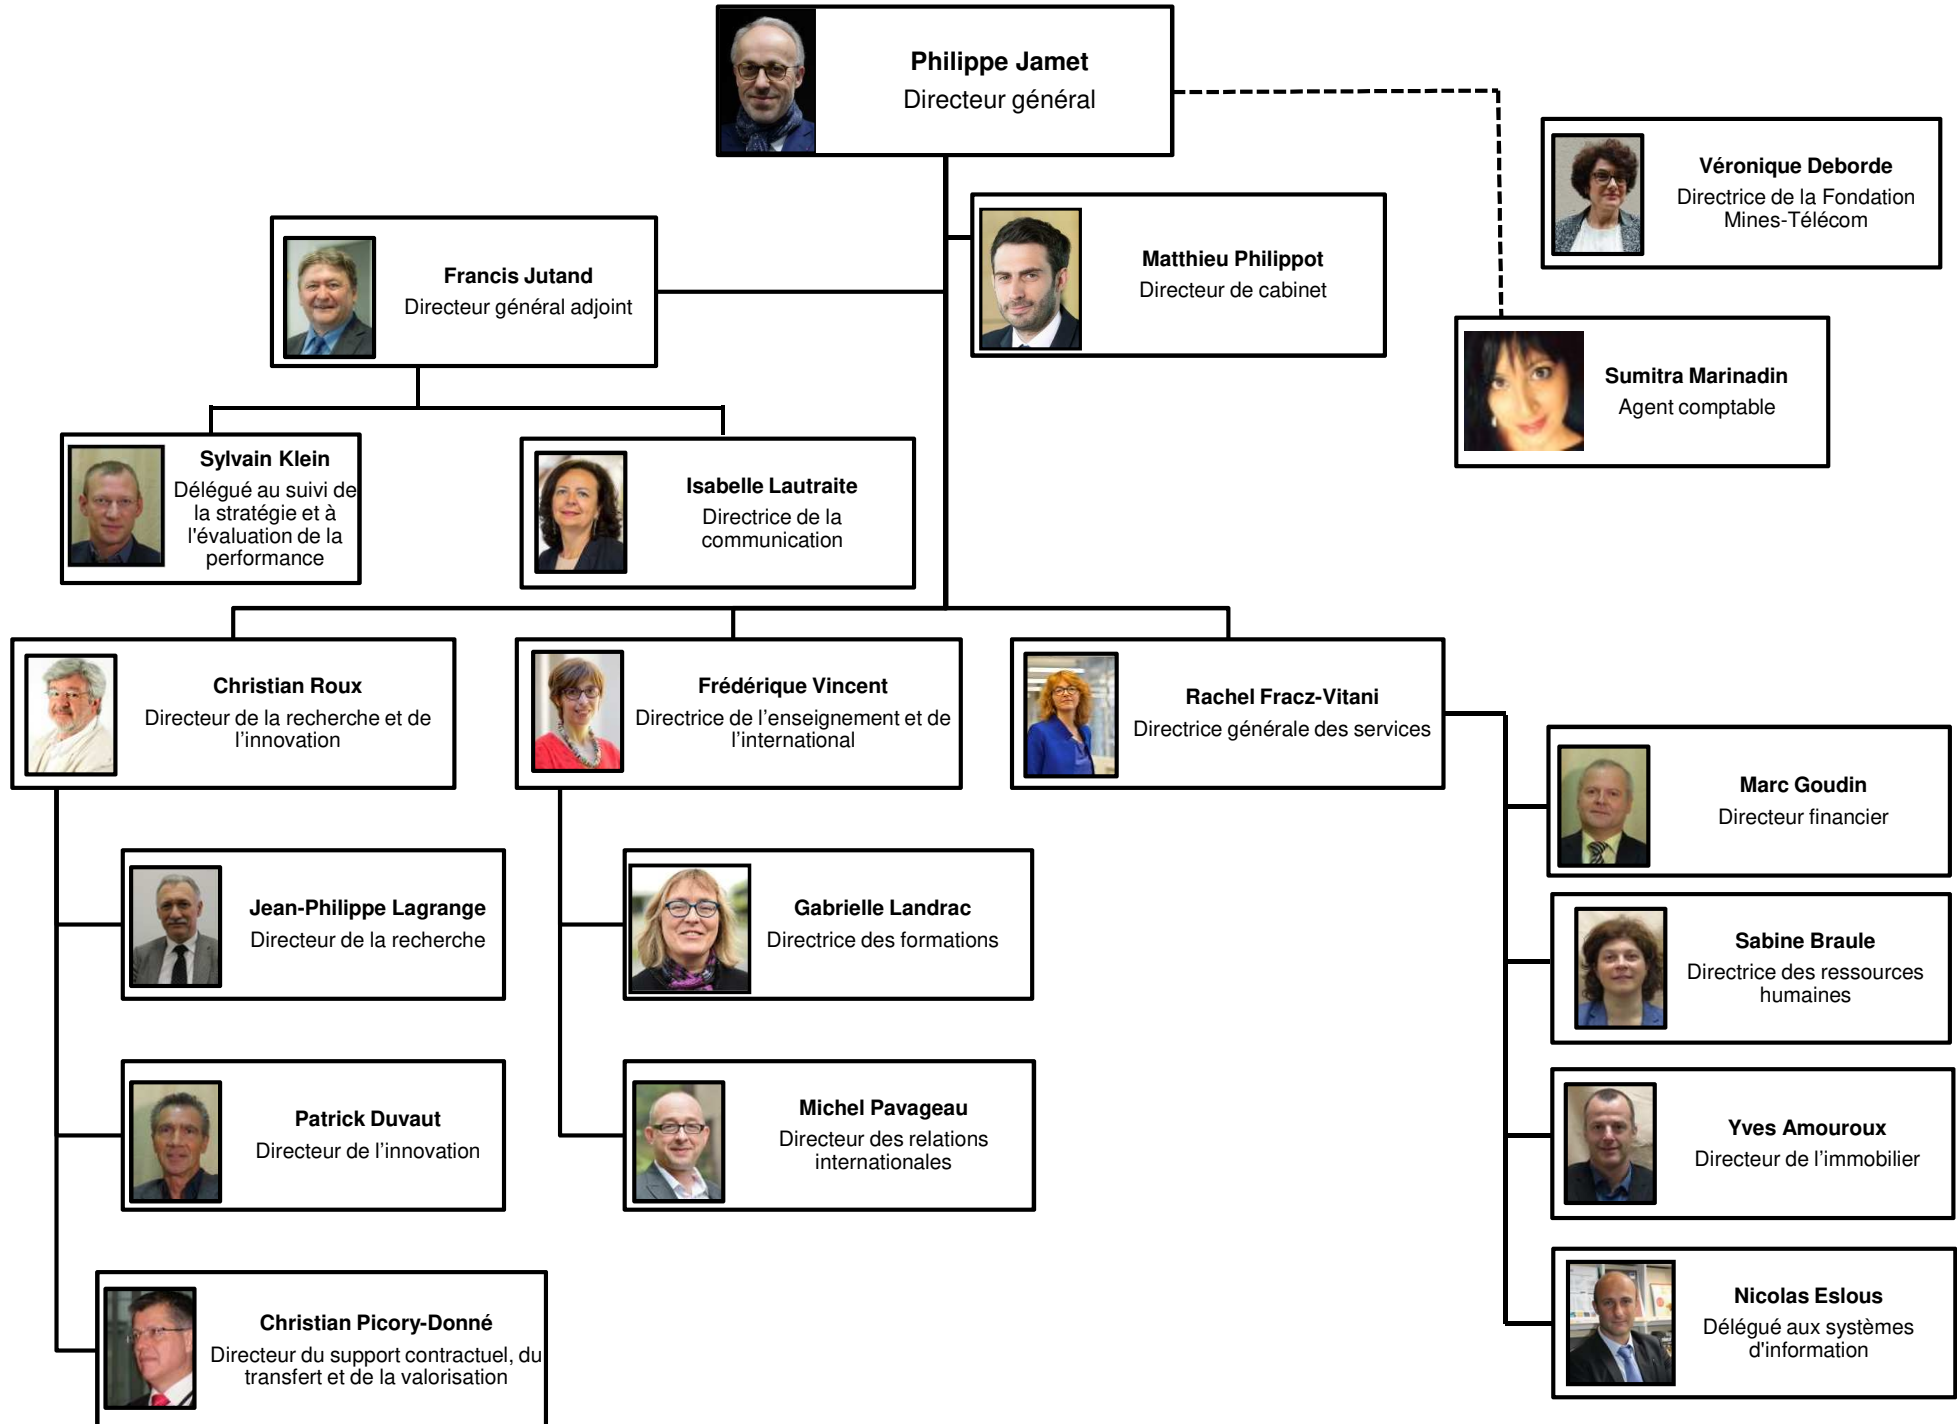 Philippe Jamet
Directeur général
Véronique Deborde
Directrice de la Fondation
Mines-Télécom
Francis Jutand
Directeur général adjoint
Matthieu Philippot
Directeur de cabinet
Sumitra Marinadin
Agent comptable
Sylvain Klein
Délégué au suivi de
la stratégie et à
l'évaluation de la
performance
Isabelle Lautraite
Directrice de la
communication
Christian Roux
Directeur de la recherche et de
l’innovation
Frédérique Vincent
Directrice de l’enseignement et de
l’international
Rachel Fracz-Vitani
Directrice générale des services
Marc Goudin
Directeur financier
Jean-Philippe Lagrange
Directeur de la recherche
Gabrielle Landrac
Directrice des formations
Sabine Braule
Directrice des ressources
humaines
Patrick Duvaut
Directeur de l’innovation
Michel Pavageau
Directeur des relations
internationales
Yves Amouroux
Directeur de l’immobilier
Christian Picory-Donné
Directeur du support contractuel, du
transfert et de la valorisation
Nicolas Eslous
Délégué aux systèmes
d'information